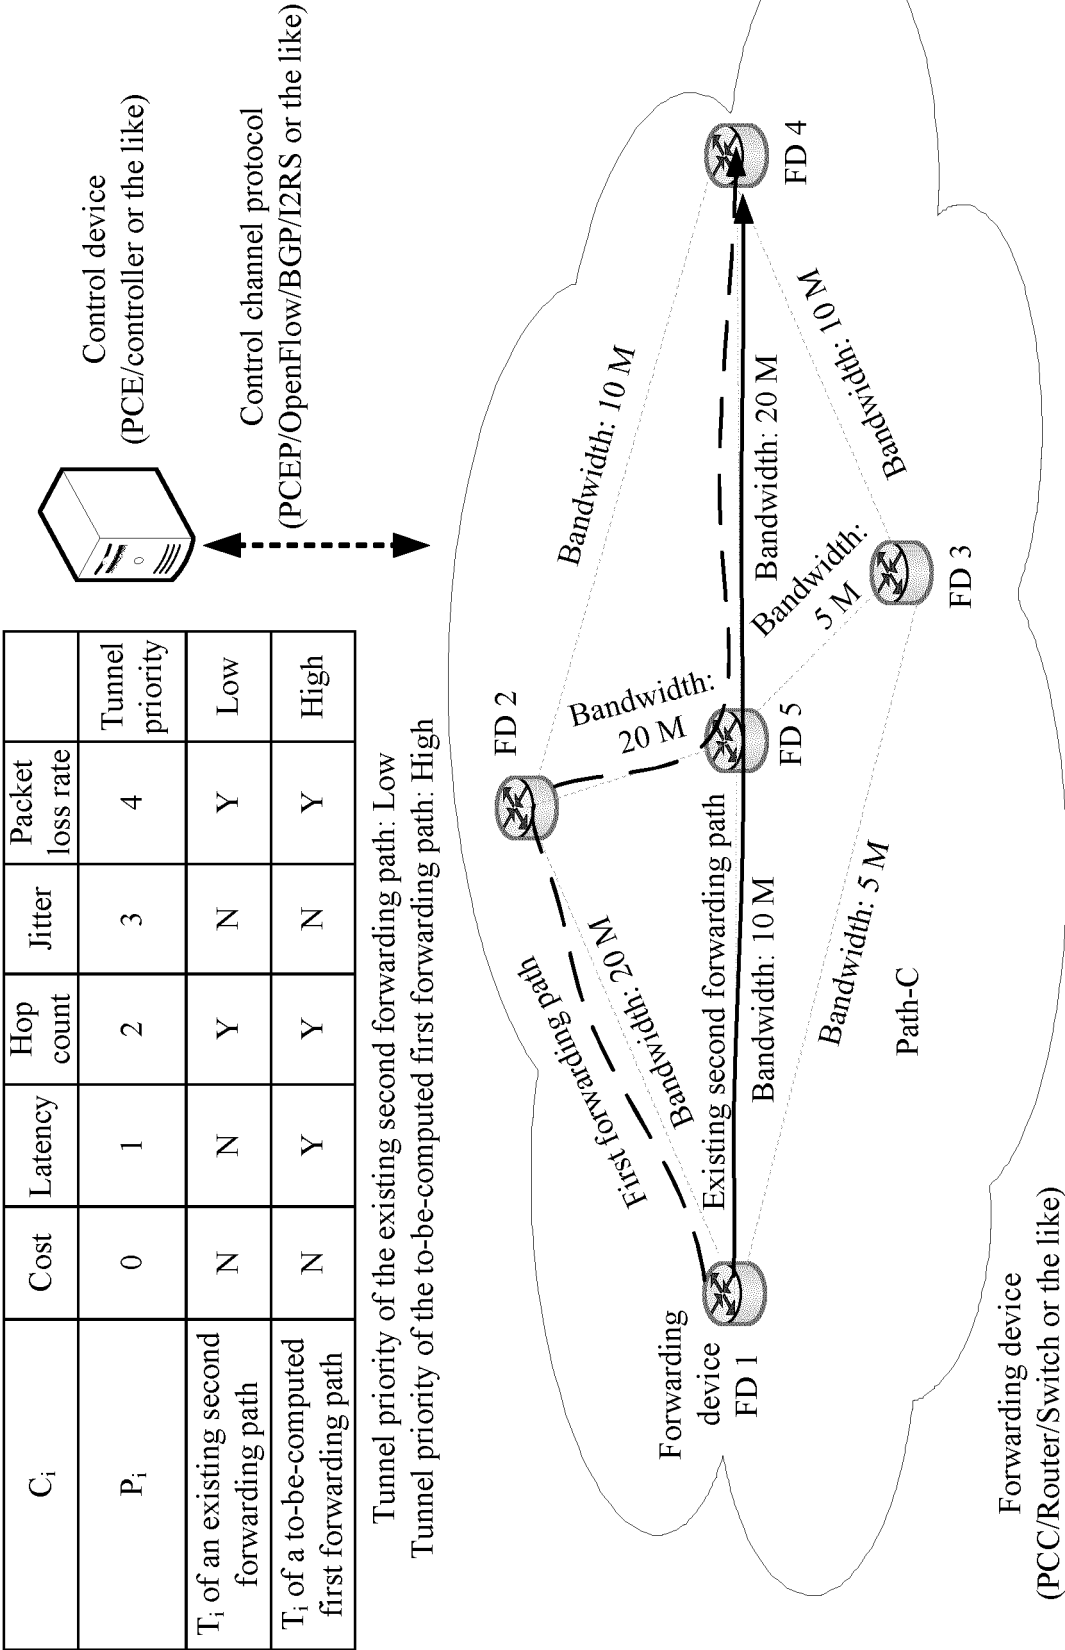 Ci
Cost
Latency
Hop
count
Jitter
Packet
loss rate
Pi
0
1
2
3
4
Tunnel
priority
Ti of an existing second
forwarding path
N
N
Y
N
Y
Low
Ti of a to-be-computed
first forwarding path
N
Y
Y
N
Y
High
Tunnel priority of the existing second forwarding path: Low
Tunnel priority of the to-be-computed first forwarding path: High
Control device
(PCE/controller or the like)
Control channel protocol
(PCEP/OpenFlow/BGP/I2RS or the like)
FD 2
First forwarding path
Bandwidth: 20 M
Bandwidth:
20 M
Bandwidth: 10 M
Forwarding
device
FD 1
Existing second forwarding path
Bandwidth: 10 M
FD 5
Bandwidth: 20 M
FD 4
Bandwidth:
5 M
Bandwidth: 10 M
Bandwidth: 5 M
FD 3
Path-C
Forwarding device
(PCC/Router/Switch or the like)